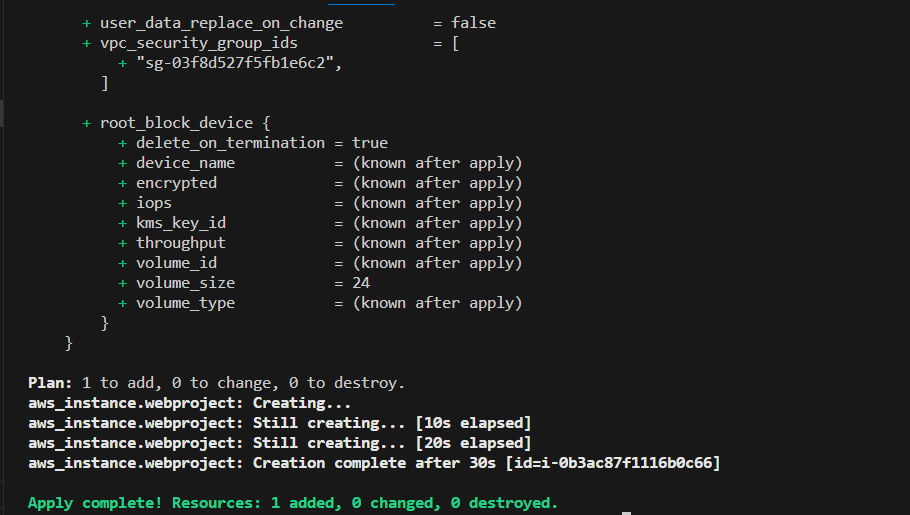 + user_data_replace_on_change          = false
+ vpc_security_group_ids               = [
+ "sg-03f8d527f5fb1e6c2",
]
+ root_block_device {
+ delete_on_termination = true
+ device_name           = (known after apply)
+ encrypted             = (known after apply)
+ iops                  = (known after apply)
+ kms_key_id            = (known after apply)
+ throughput            = (known after apply)
+ volume_id             = (known after apply)
+ volume_size           = 24
+ volume_type           = (known after apply)
}
}
Plan: 1 to add, 0 to change, 0 to destroy.
aws_instance.webproject: Creating...
aws_instance.webproject: Still creating... [10s elapsed]
aws_instance.webproject: Still creating... [20s elapsed]
aws_instance.webproject: Creation complete after 30s [id=i-0b3ac87f1116b0c66]
Apply complete! Resources: 1 added, 0 changed, 0 destroyed.